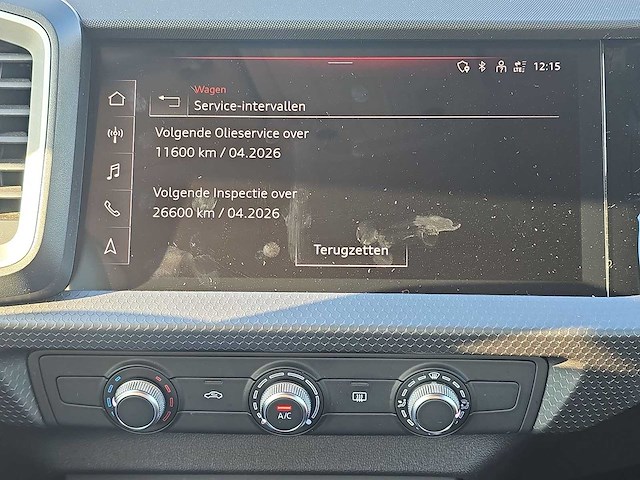 LTE 12:15
Wagen
Service-intervallen
Volgende Olieservice over
11600 km / 04.2026
Volgende Inspectie over
26600 km / 04.2026
Terugzetten
A/C